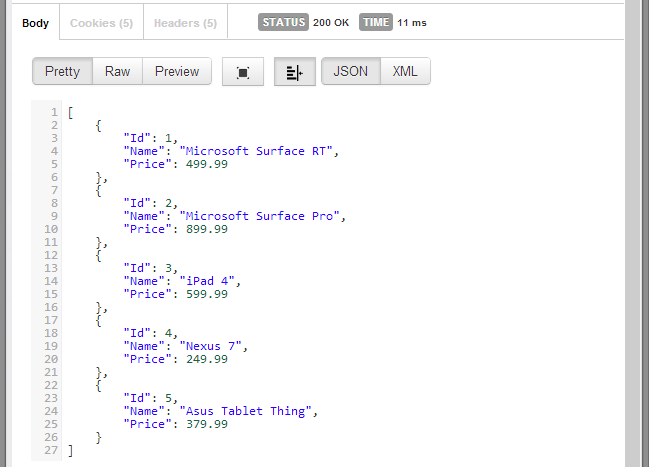 Body Cookies (5) Headers (5) STATUS 200 OK TIME 11 ms
Pretty Raw Preview JSON XML
1 [
2 {
3 "Id": 1,
4 "Name": "Microsoft Surface RT",
5 "Price": 499.99
6 },
7 {
8 "Id": 2,
9 "Name": "Microsoft Surface Pro",
10 "Price": 899.99
11 },
12 {
13 "Id": 3,
14 "Name": "iPad 4",
15 "Price": 599.99
16 },
17 {
18 "Id": 4,
19 "Name": "Nexus 7",
20 "Price": 249.99
21 },
22 {
23 "Id": 5,
24 "Name": "Asus Tablet Thing",
25 "Price": 379.99
26 }
27 ]